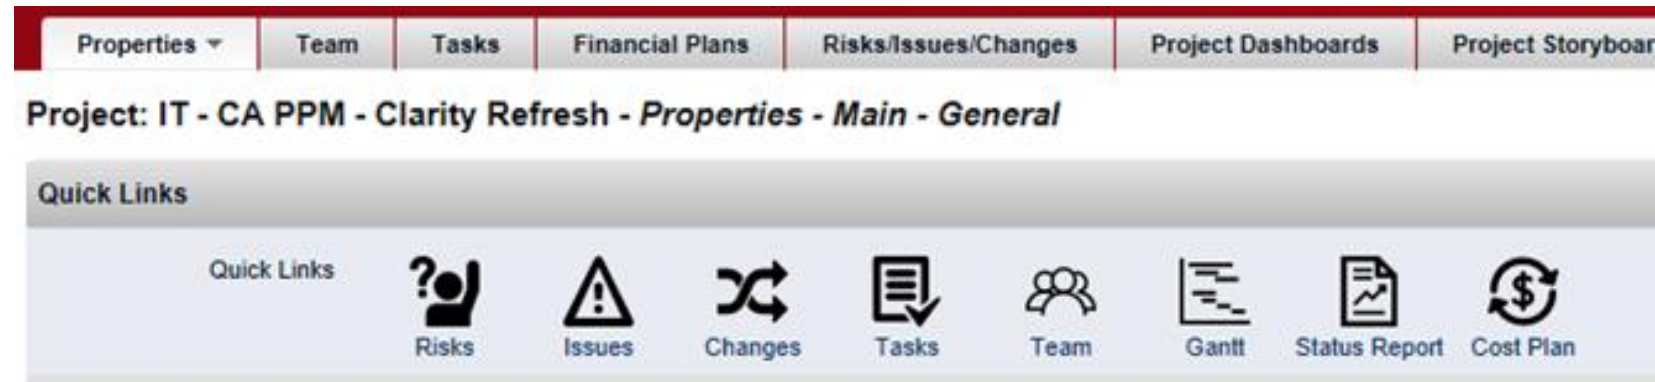 Properties Team Tasks Financial Plans Risks/Issues/Changes Project Dashboards Project Storyboar
Project: IT - CA PPM - Clarity Refresh - Properties - Main - General
Quick Links
Quick Links
Risks Issues Changes Tasks Team Gantt Status Report Cost Plan